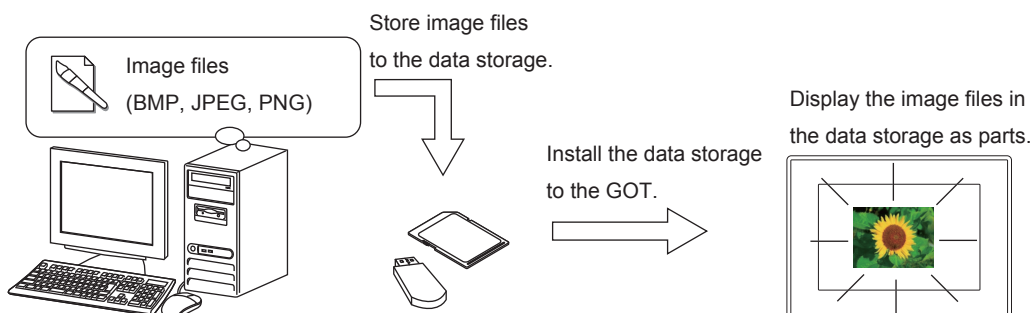 Store image files
to the data storage.
Image files
(BMP, JPEG, PNG)
Install the data storage
to the GOT.
Display the image files in
the data storage as parts.